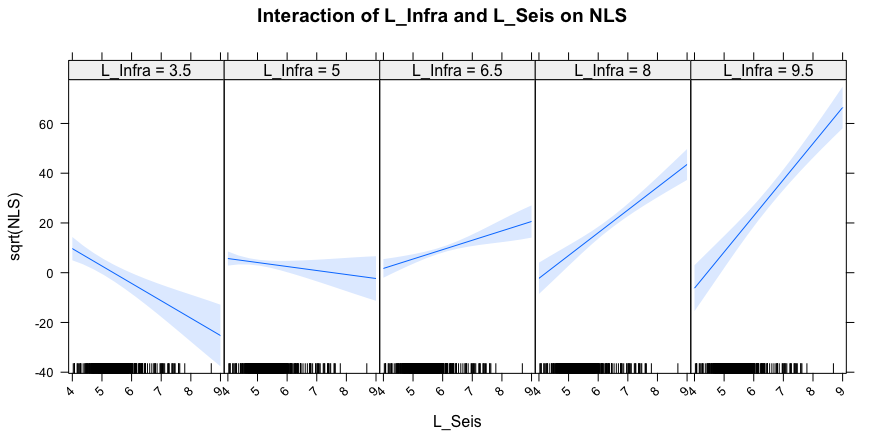 Interaction of L_Infra and L_Seis on NLS
L_Infra = 3.5 L_Infra = 5 L_Infra = 6.5 L_Infra = 8 L_Infra = 9.5
sqrt(NLS)
60
40
20
0
-20
-40
4 5 6 7 8 9 4 5 6 7 8 9 4 5 6 7 8 9 4 5 6 7 8 9 4 5 6 7 8 9
L_Seis